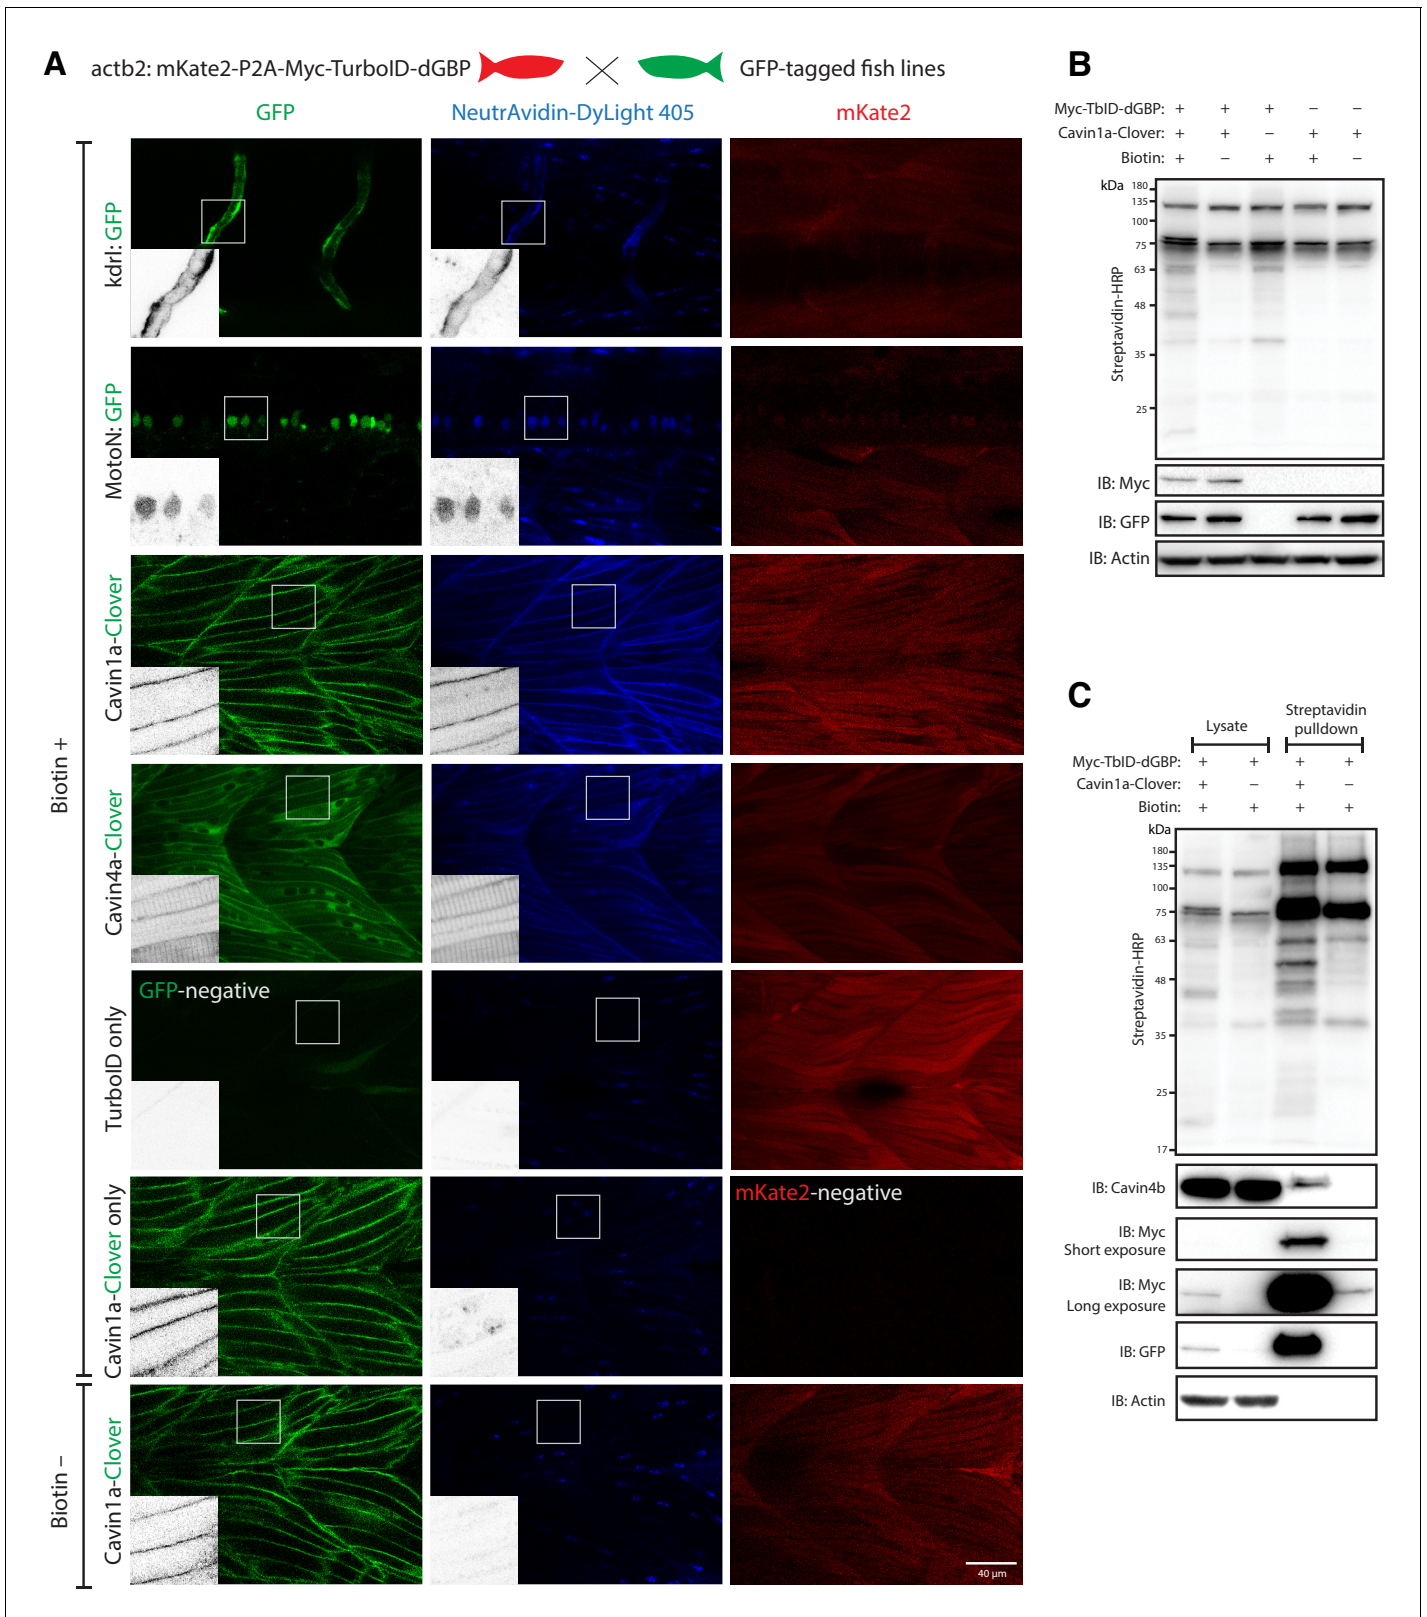 A
actb2: mKate2-P2A-Myc-TurboID-dGBP
GFP-tagged fish lines
GFP
NeutrAvidin-DyLight 405
mKate2
Biotin +
kdrl: GFP
MotoN: GFP
Cavin1a-Clover
Cavin4a-Clover
TurboID only
GFP-negative
Cavin1a-Clover only
mKate2-negative
Biotin –
Cavin1a-Clover
40 µm
B
Myc-TbID-dGBP: + + + – –
Cavin1a-Clover: + + – + +
Biotin: + – + + –
kDa
180
135
100
75
63
48
35
25
Streptavidin-HRP
IB: Myc
IB: GFP
IB: Actin
C
Lysate
Streptavidin
pulldown
Myc-TbID-dGBP: + + + +
Cavin1a-Clover: + – + –
Biotin: + + + +
kDa
180
135
100
75
63
48
35
25
17
Streptavidin-HRP
IB: Cavin4b
IB: Myc
Short exposure
IB: Myc
Long exposure
IB: GFP
IB: Actin